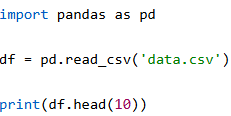 import pandas as pd
df = pd.read_csv('data.csv')
print(df.head(10))